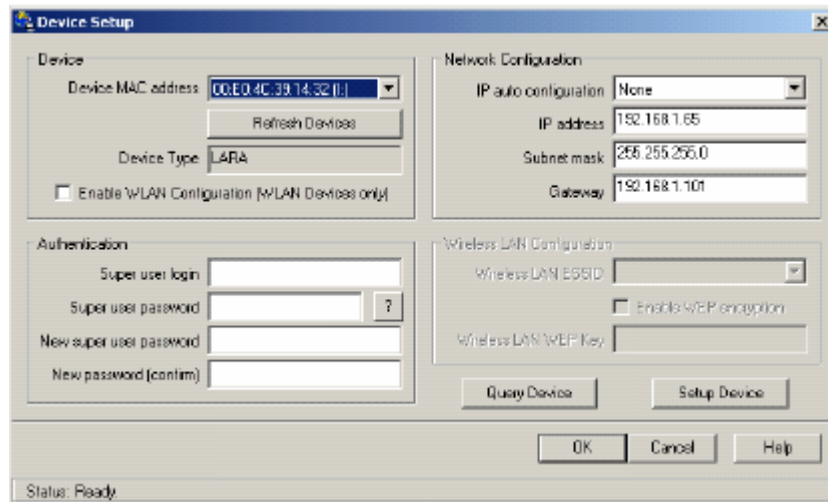 Device Setup
Device
Device MAC address 00:E0:4C:39:14:32 (I:)
Refresh Devices
Device Type LARA
Enable WLAN Configuration (WLAN Devices only)
Network Configuration
IP auto configuration None
IP address 192.168.1.65
Subnet mask 255.255.255.0
Gateway 192.168.1.101
Authentication
Super user login
Super user password ?
New super user password
New password (confirm)
Wireless LAN Configuration
Wireless LAN ESSID
Enable WEP encryption
Wireless LAN WEP Key
Query Device Setup Device
OK Cancel Help
Status: Ready.